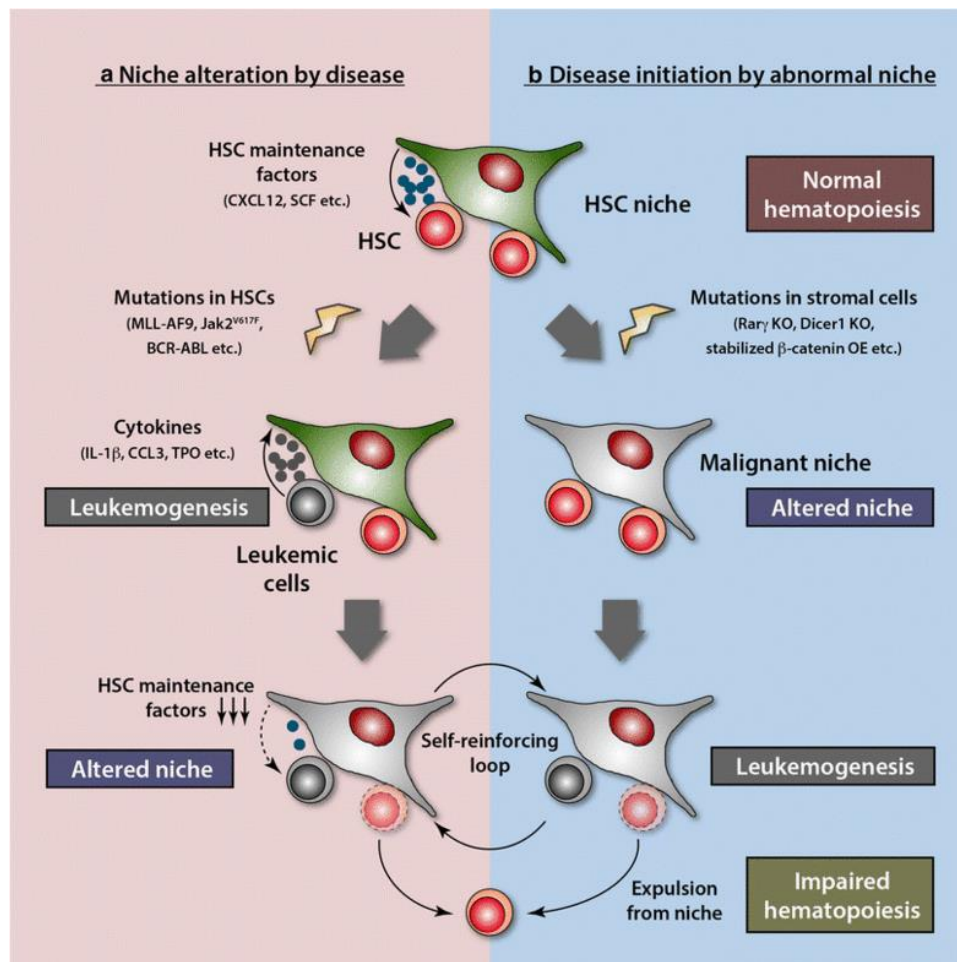 a Niche alteration by disease
b Disease initiation by abnormal niche
HSC maintenance
factors
(CXCL12, SCF etc.)
HSC
HSC niche
Normal
hematopoiesis
Mutations in HSCs
(MLL-AF9, Jak2V617F,
BCR-ABL etc.)
Mutations in stromal cells
(Rarγ KO, Dicer1 KO,
stabilized β-catenin OE etc.)
Cytokines
(IL-1β, CCL3, TPO etc.)
Leukemogenesis
Leukemic
cells
Malignant niche
Altered niche
HSC maintenance
factors
Altered niche
Self-reinforcing
loop
Leukemogenesis
Expulsion
from niche
Impaired
hematopoiesis